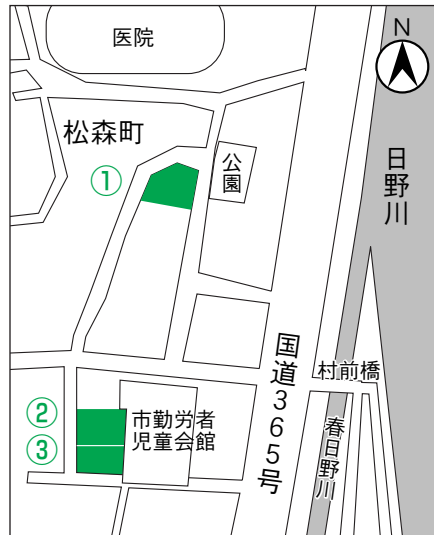 医院
N
松森町
①
公園
日野川
国道365号
村前橋
②
③
市勤労者
児童会館
春日野川